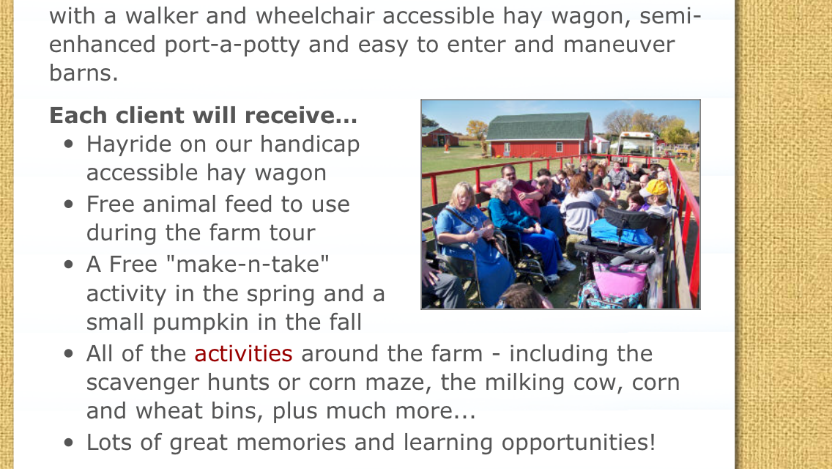 with a walker and wheelchair accessible hay wagon, semi-
enhanced port-a-potty and easy to enter and maneuver
barns.
Each client will receive...
• Hayride on our handicap
accessible hay wagon
• Free animal feed to use
during the farm tour
• A Free "make-n-take"
activity in the spring and a
small pumpkin in the fall
• All of the activities around the farm - including the
scavenger hunts or corn maze, the milking cow, corn
and wheat bins, plus much more...
• Lots of great memories and learning opportunities!